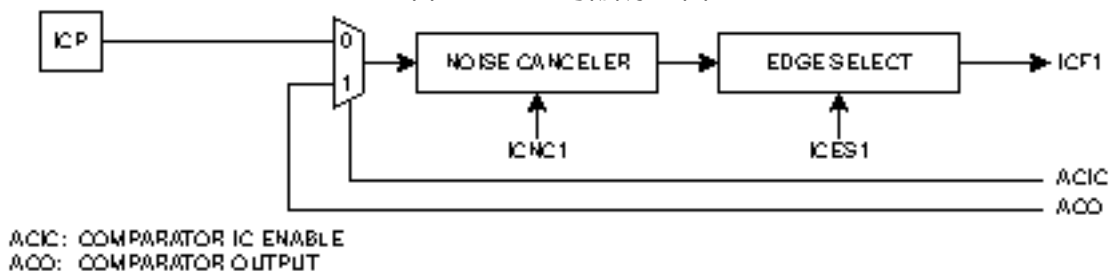 ICP
0
1
NOISE CANCELER
EDGE SELECT
ICF1
ICNC1
ICES1
ACIC
ACO
ACIC: COMPARATOR IC ENABLE
ACO: COMPARATOR OUTPUT